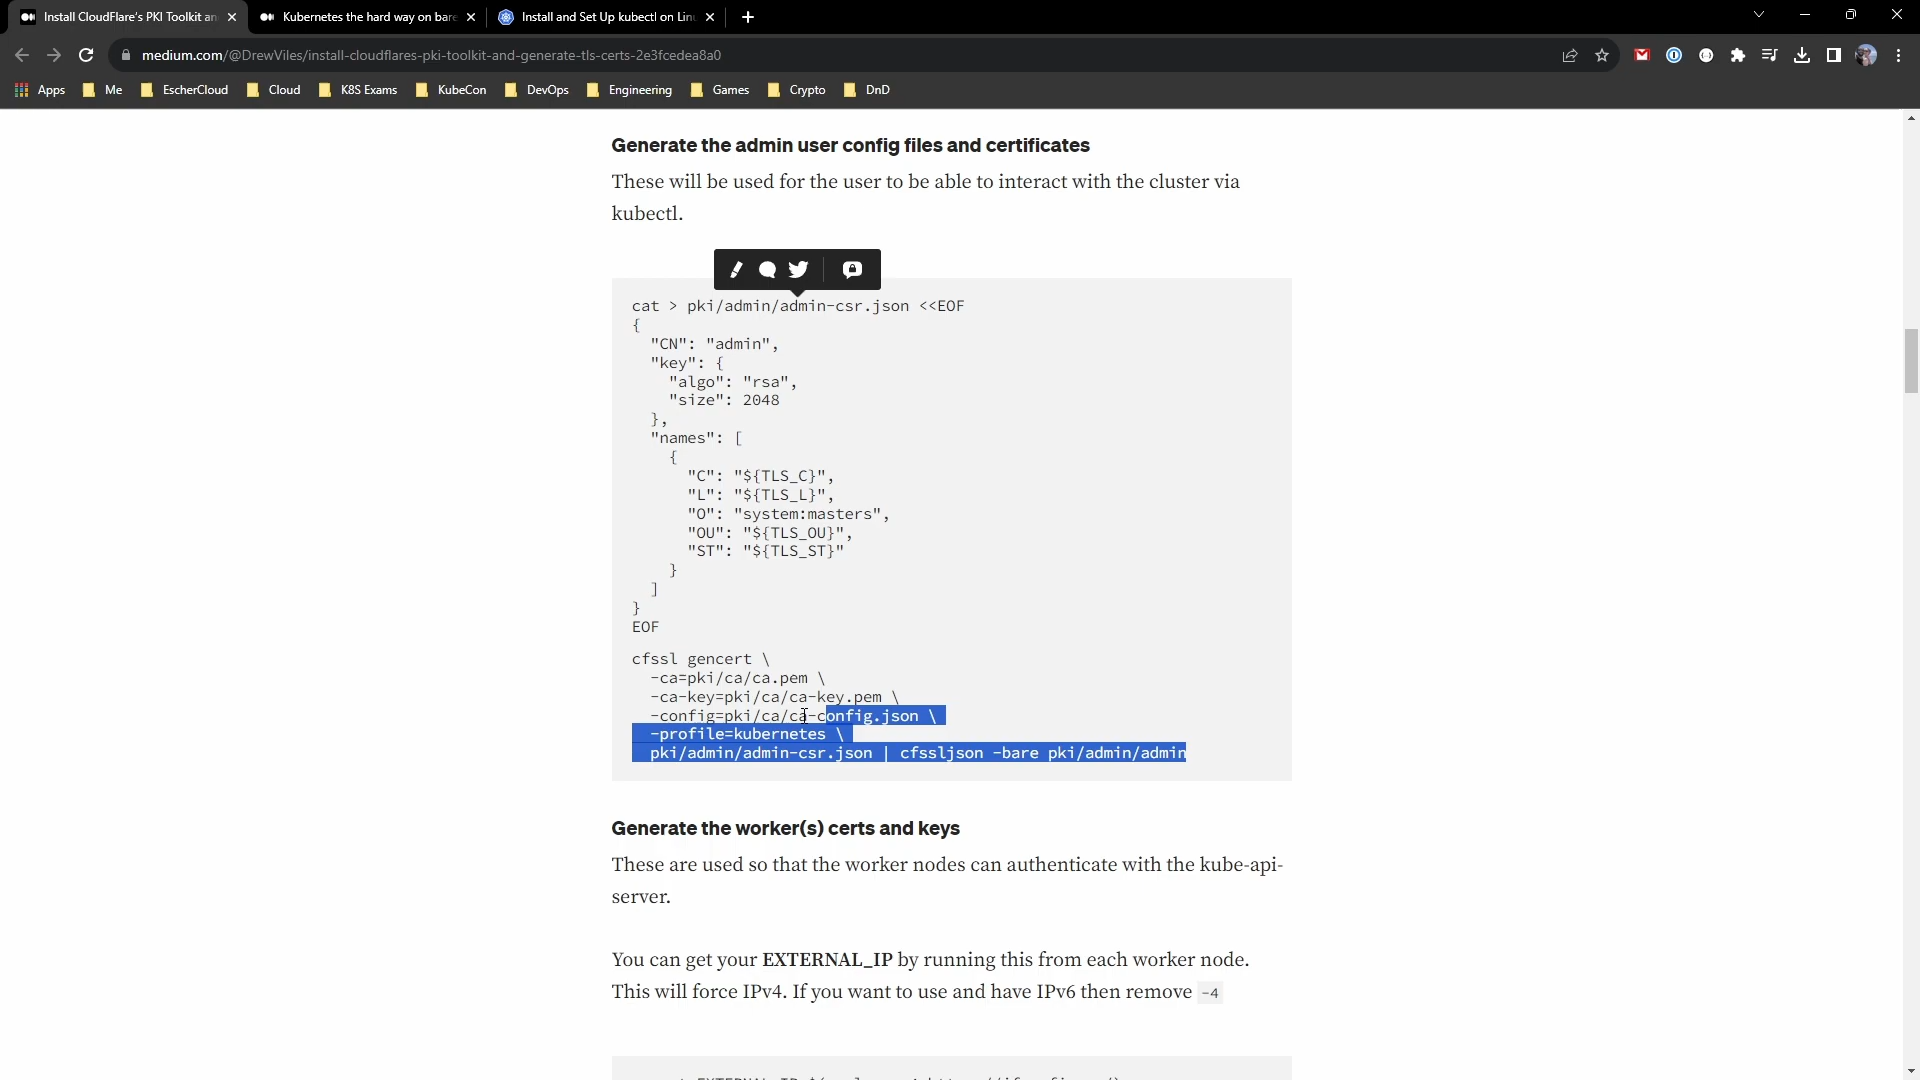 Install CloudFlare's PKI Toolkit an
Kubernetes the hard way on bare
Install and Set Up kubectl on Lin
medium.com/@DrewViles/install-cloudflares-pki-toolkit-and-generate-tls-certs-2e3fcedea8a0
Apps Me EscherCloud Cloud K8S Exams KubeCon DevOps Engineering Games Crypto DnD
Generate the admin user config files and certificates
These will be used for the user to be able to interact with the cluster via
kubectl.
cat > pki/admin/admin-csr.json <<EOF
{
"CN": "admin",
"key": {
"algo": "rsa",
"size": 2048
},
"names": [
{
"C": "${TLS_C}",
"L": "${TLS_L}",
"O": "system:masters",
"OU": "${TLS_OU}",
"ST": "${TLS_ST}"
}
]
}
EOF
cfssl gencert \
-ca=pki/ca/ca.pem \
-ca-key=pki/ca/ca-key.pem \
-config=pki/ca/ca-config.json \
-profile=kubernetes \
pki/admin/admin-csr.json | cfssljson -bare pki/admin/admin
Generate the worker(s) certs and keys
These are used so that the worker nodes can authenticate with the kube-api-
server.
You can get your EXTERNAL_IP by running this from each worker node.
This will force IPv4. If you want to use and have IPv6 then remove -4